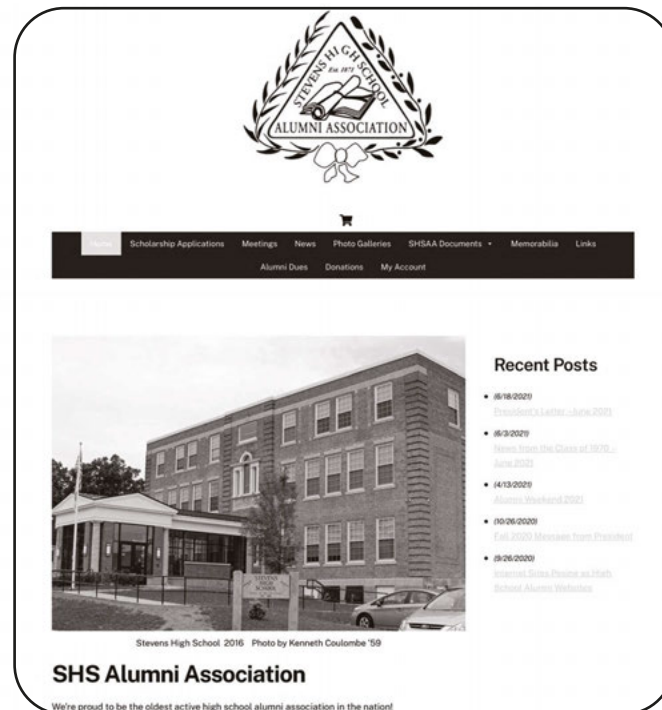 STEVENS HIGH SCHOOL
Est. 1871
ALUMNI ASSOCIATION
Home Scholarship Applications Meetings News Photo Galleries SHSAA Documents Memorabilia Links
Alumni Dues Donations My Account
Recent Posts
(6/18/2021)
President's Letter - June 2021
(6/3/2021)
News from the Class of 1970 -
June 2021
(4/13/2021)
Alumni Weekend 2021
(10/26/2020)
Fall 2020 Message from President
(9/26/2020)
Internet Sites Posing as High
School Alumni Websites
STEVENS
HIGH
SCHOOL
Stevens High School 2016 Photo by Kenneth Coulombe '59
SHS Alumni Association
We're proud to be the oldest active high school alumni association in the nation!